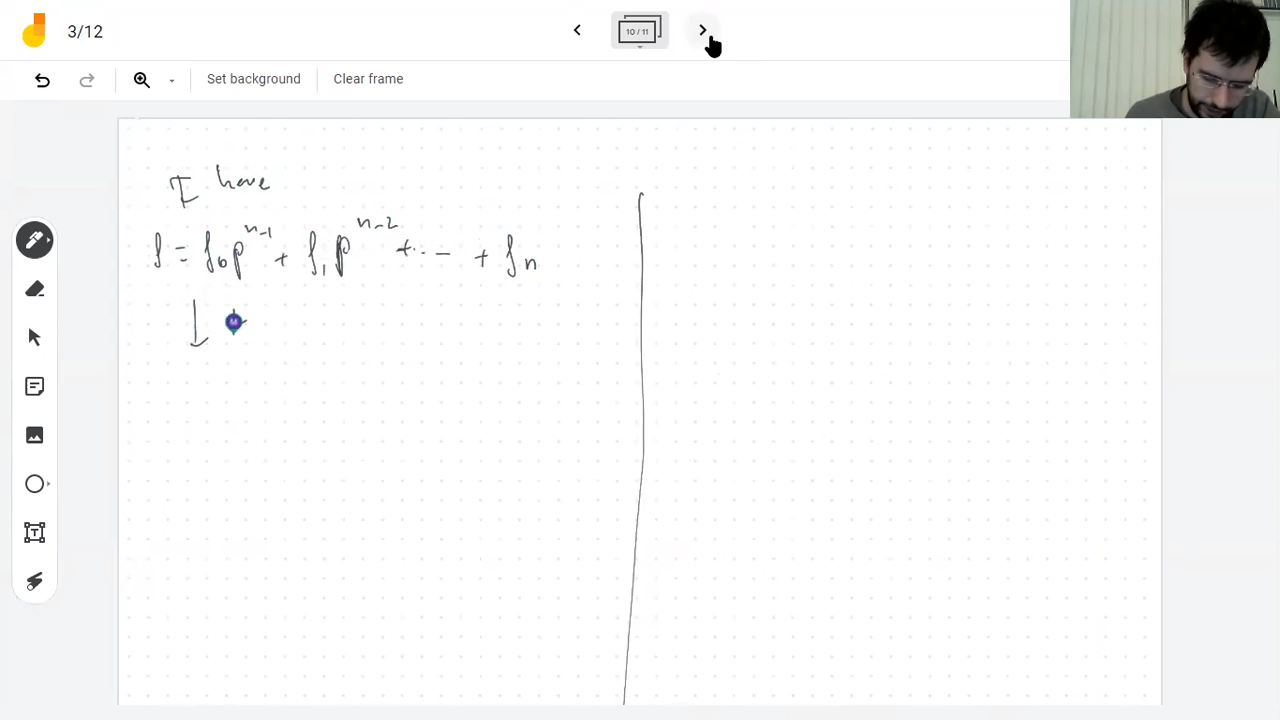 3/12
10 / 11
Set background
Clear frame
I have
f = f₀p^{n-1} + f₁p^{n-2} + ... + fₙ
↓ +
M